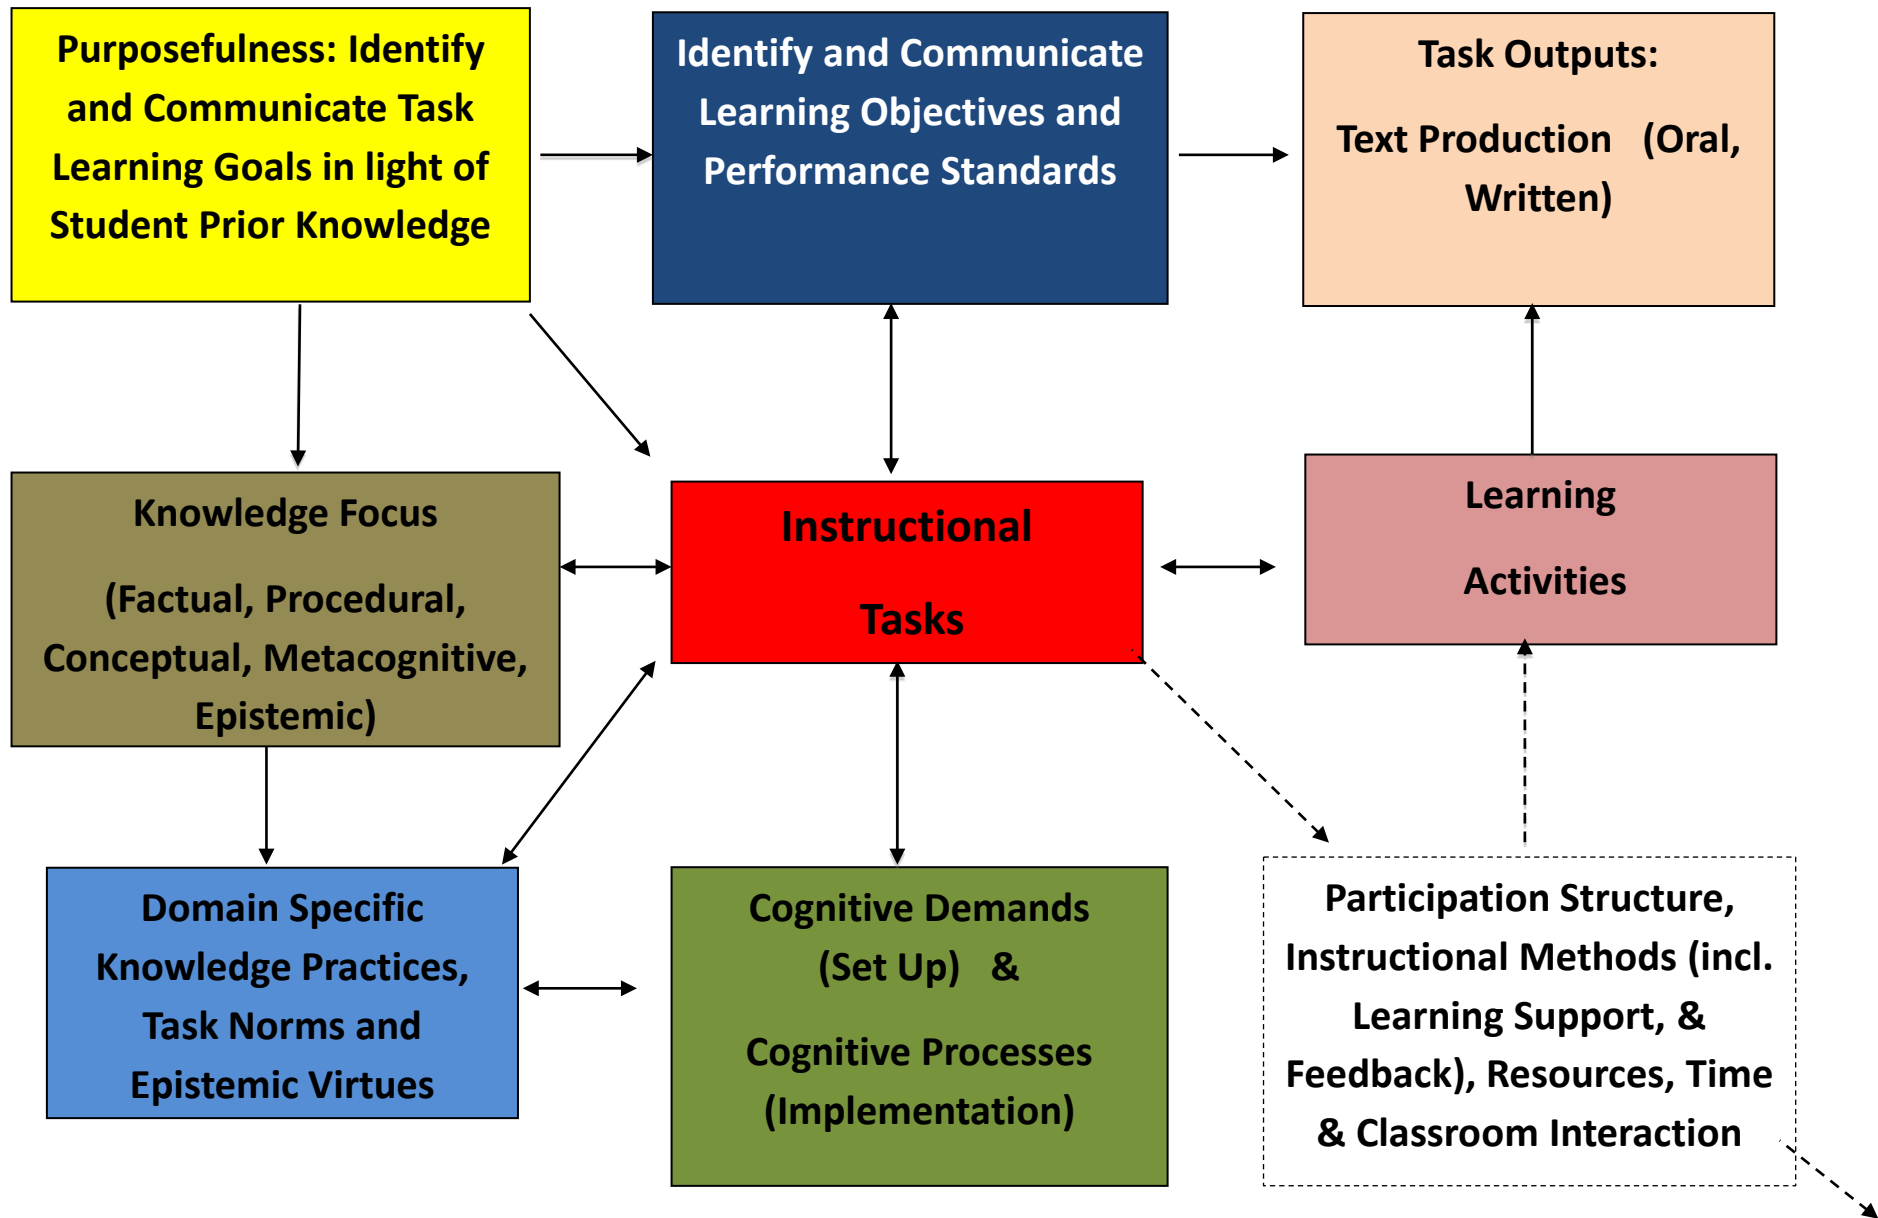 Purposefulness: Identify
and Communicate Task
Learning Goals in light of
Student Prior Knowledge
Identify and Communicate
Learning Objectives and
Performance Standards
Task Outputs:
Text Production (Oral,
Written)
Knowledge Focus
(Factual, Procedural,
Conceptual, Metacognitive,
Epistemic)
Instructional
Tasks
Learning
Activities
Domain Specific
Knowledge Practices,
Task Norms and
Epistemic Virtues
Cognitive Demands
(Set Up) &
Cognitive Processes
(Implementation)
Participation Structure,
Instructional Methods (incl.
Learning Support, &
Feedback), Resources, Time
& Classroom Interaction